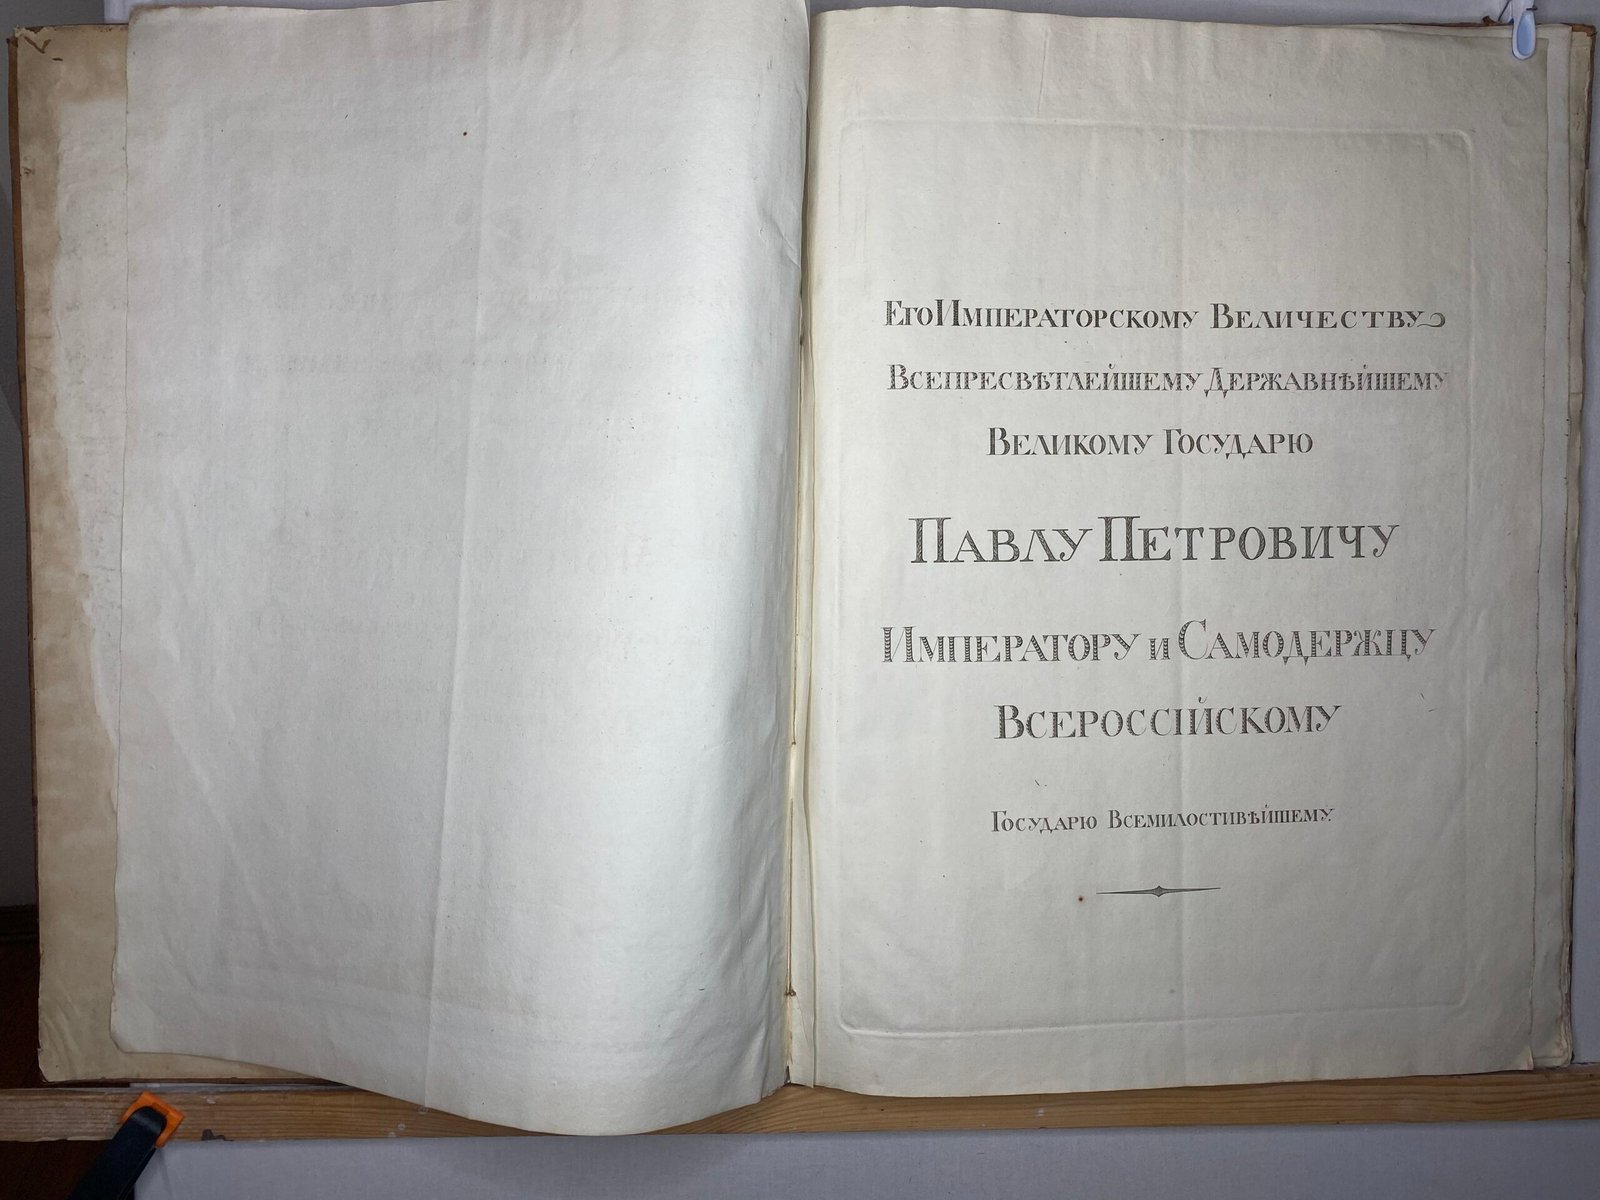 Его Императорскому Величеству
Всепресвѣтлейшему Державнѣйшему
Великому Государю
Павлу Петровичу
Императору и Самодержцу
Всероссійскому
Государю Всемилостивѣйшему.